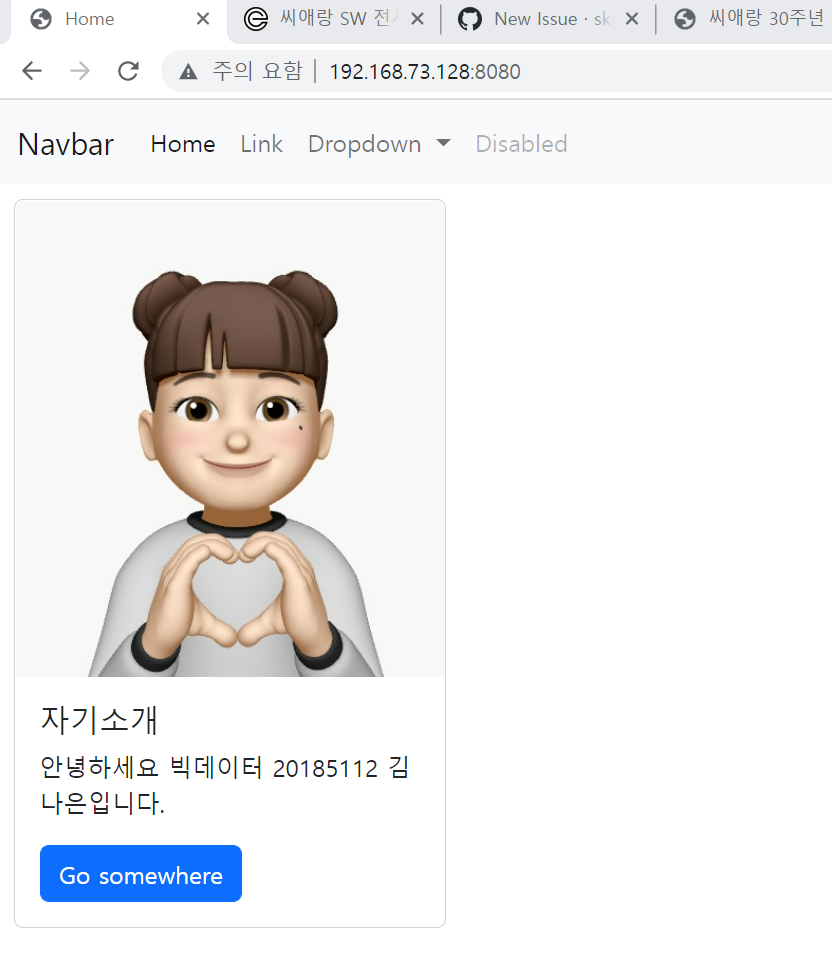 Home
씨애랑 SW 전
New Issue · sk
씨애랑 30주년
주의 요함 | 192.168.73.128:8080
Navbar Home Link Dropdown Disabled
자기소개
안녕하세요 빅데이터 20185112 김
나은입니다.
Go somewhere